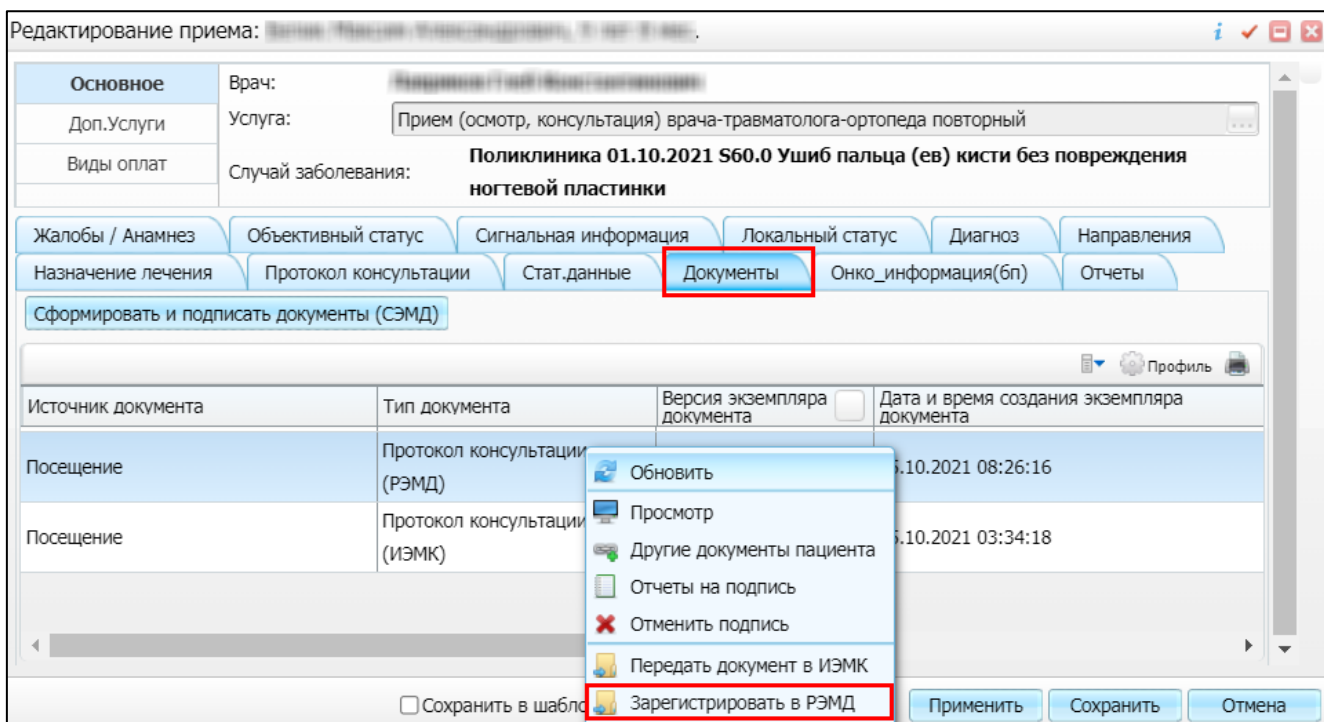 Редактирование приема:
Основное
Доп.Услуги
Виды оплат
Врач:
Услуга:
Прием (осмотр, консультация) врача-травматолога-ортопеда повторный
...
Случай заболевания:
Поликлиника 01.10.2021 S60.0 Ушиб пальца (ев) кисти без повреждения
ногтевой пластинки
Жалобы / Анамнез
Объективный статус
Сигнальная информация
Локальный статус
Диагноз
Направления
Назначение лечения
Протокол консультации
Стат.данные
Документы
Онко_информация(бп)
Отчеты
Сформировать и подписать документы (СЭМД)
Профиль
Источник документа
Тип документа
Версия экземпляра
документа
Дата и время создания экземпляра
документа
Посещение
Протокол консультации
(РЭМД)
.10.2021 08:26:16
Посещение
Протокол консультации
(ИЭМК)
.10.2021 03:34:18
Обновить
Просмотр
Другие документы пациента
Отчеты на подпись
Отменить подпись
Передать документ в ИЭМК
Зарегистрировать в РЭМД
Сохранить в шабло
Применить
Сохранить
Отмена